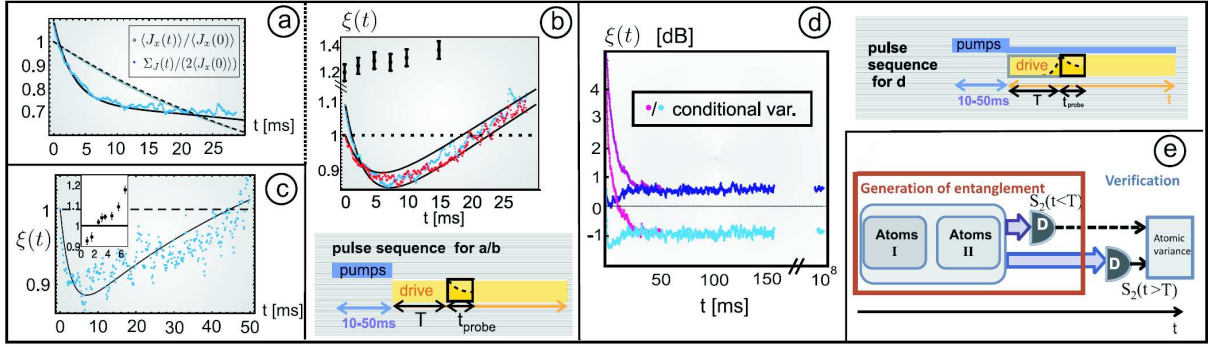 a
⟨J_x(t)⟩/⟨J_x(0)⟩
Σ_J(t)/(2⟨J_x(0)⟩)
1
0.9
0.8
0.7
0 5 10 15 20 25 30
t [ms]
c
ξ(t)
1
0.9
1.2
1.1
1
0.9
0 2 4 6
0 10 20 30 40 50
t [ms]
b
ξ(t)
1.4
1.2
1.1
1
0.9
0 5 10 15 20 25
t [ms]
pulse sequence for a/b
pumps
drive
10-50ms
T
t_probe
d
ξ(t) [dB]
•/• conditional var.
4
3
2
1
0
-1
0 50 100 150 10^8
t [ms]
pulse
sequence
for d
pumps
drive
10-50ms
T
t_probe
t
e
Generation of entanglement
Verification
S_2(t<T)
Atoms
I
Atoms
II
D
D
Atomic
variance
S_2(t>T)
t